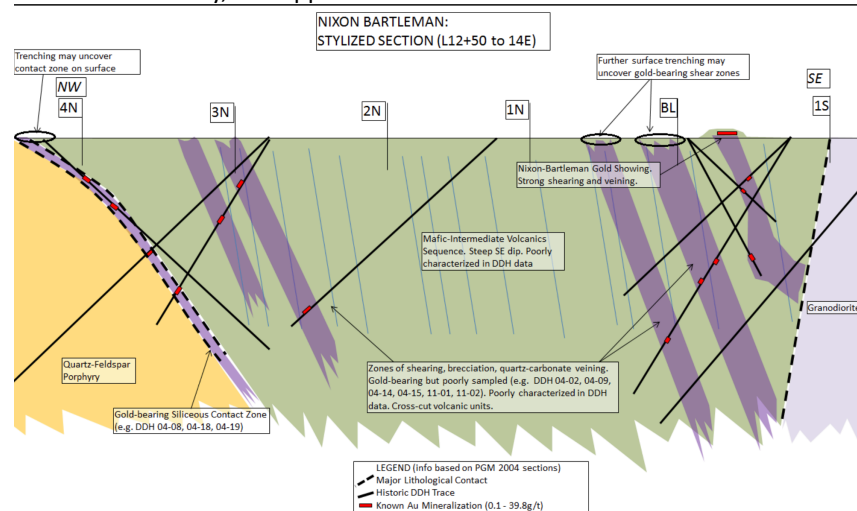 NIXON BARTLEMAN:
STYLIZED SECTION (L12+50 to 14E)
Trenching may uncover
contact zone on surface
Further surface trenching may
uncover gold-bearing shear zones
NW
SE
4N
3N
2N
1N
BL
1S
Nixon-Bartleman Gold Showing.
Strong shearing and veining.
Mafic-Intermediate Volcanics
Sequence. Steep SE dip. Poorly
characterized in DDH data
Granodiorite
Quartz-Feldspar
Porphyry
Zones of shearing, brecciation, quartz-carbonate veining.
Gold-bearing but poorly sampled (e.g. DDH 04-02, 04-09,
04-14, 04-15, 11-01, 11-02). Poorly characterized in DDH
data. Cross-cut volcanic units.
Gold-bearing Siliceous Contact Zone
(e.g. DDH 04-08, 04-18, 04-19)
LEGEND (info based on PGM 2004 sections)
Major Lithological Contact
Historic DDH Trace
Known Au Mineralization (0.1 - 39.8g/t)